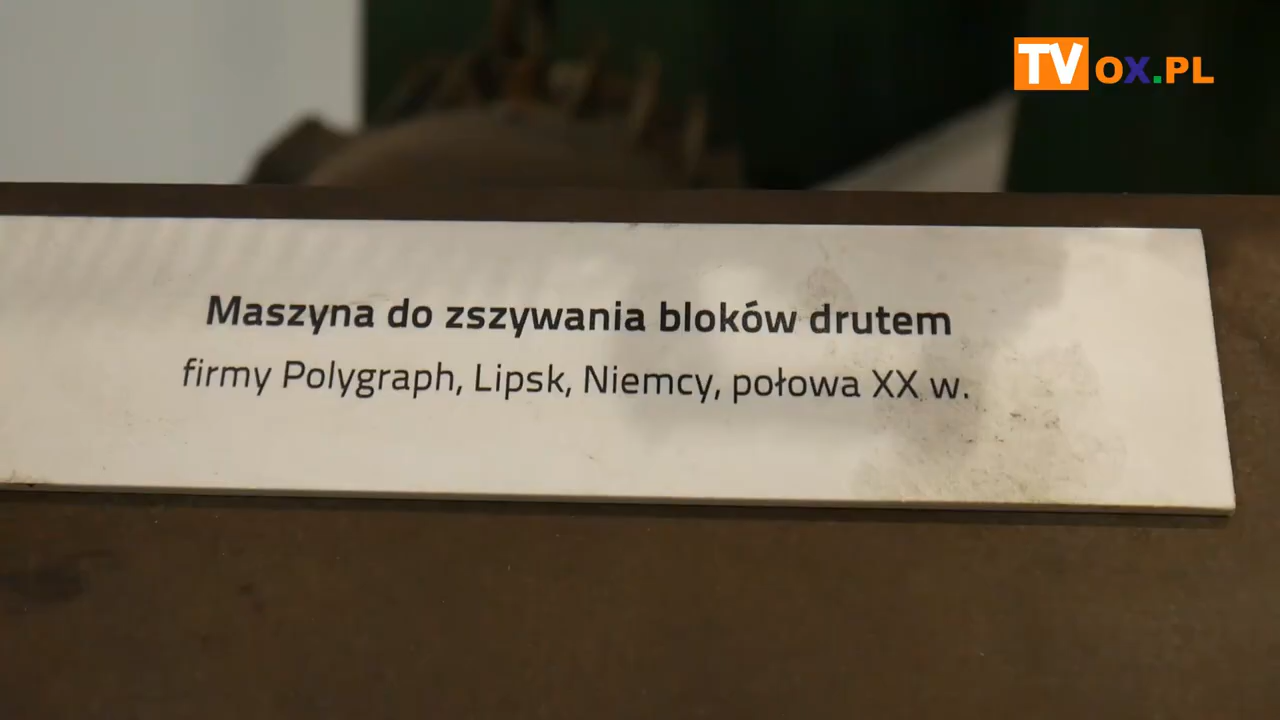 TVOX.PL
Maszyna do zszywania bloków drutem
firmy Polygraph, Lipsk, Niemcy, połowa XX w.